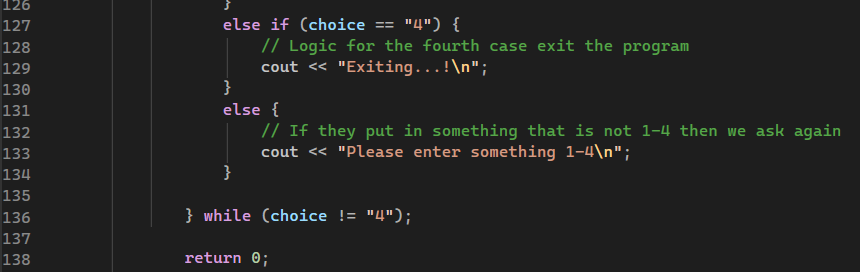 126 }
127 else if (choice == "4") {
128 // Logic for the fourth case exit the program
129 cout << "Exiting...!\n";
130 }
131 else {
132 // If they put in something that is not 1-4 then we ask again
133 cout << "Please enter something 1-4\n";
134 }
135
136 } while (choice != "4");
137
138 return 0;